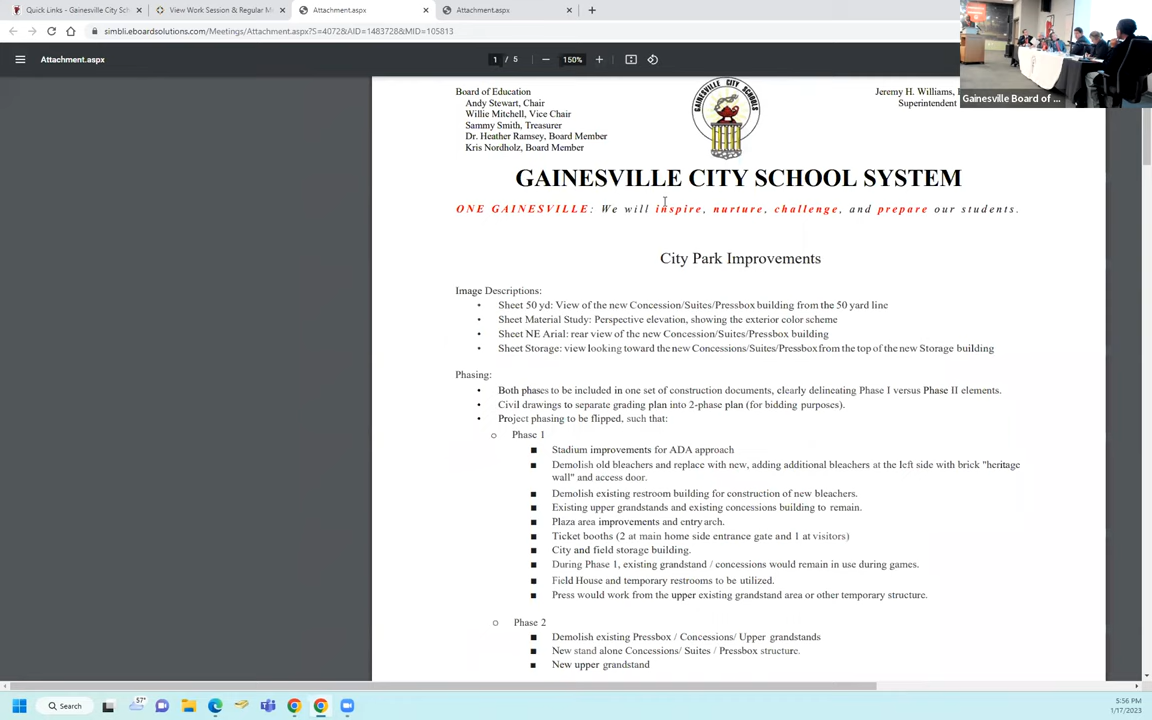 Quick Links - Gainesville City Sch
View Work Session & Regular M
Attachment.aspx
Attachment.aspx
simbli.eboardsolutions.com/Meetings/Attachment.aspx?S=4072&AID=1483728&MID=105813
Attachment.aspx
1 / 5
150%
Gainesville Board of ...
Board of Education
Andy Stewart, Chair
Willie Mitchell, Vice Chair
Sammy Smith, Treasurer
Dr. Heather Ramsey, Board Member
Kris Nordholz, Board Member
GAINESVILLE CITY SCHOOLS
Jeremy H. Williams,
Superintendent
GAINESVILLE CITY SCHOOL SYSTEM
ONE GAINESVILLE: We will inspire, nurture, challenge, and prepare our students.
City Park Improvements
Image Descriptions:
• Sheet 50 yd: View of the new Concession/Suites/Pressbox building from the 50 yard line
• Sheet Material Study: Perspective elevation, showing the exterior color scheme
• Sheet NE Arial: rear view of the new Concession/Suites/Pressbox building
• Sheet Storage: view looking toward the new Concessions/Suites/Pressbox from the top of the new Storage building
Phasing:
• Both phases to be included in one set of construction documents, clearly delineating Phase I versus Phase II elements.
• Civil drawings to separate grading plan into 2-phase plan (for bidding purposes).
• Project phasing to be flipped, such that:
o Phase 1
■ Stadium improvements for ADA approach
■ Demolish old bleachers and replace with new, adding additional bleachers at the left side with brick "heritage
wall" and access door.
■ Demolish existing restroom building for construction of new bleachers.
■ Existing upper grandstands and existing concessions building to remain.
■ Plaza area improvements and entry arch.
■ Ticket booths (2 at main home side entrance gate and 1 at visitors)
■ City and field storage building.
■ During Phase 1, existing grandstand / concessions would remain in use during games.
■ Field House and temporary restrooms to be utilized.
■ Press would work from the upper existing grandstand area or other temporary structure.
o Phase 2
■ Demolish existing Pressbox / Concessions/ Upper grandstands
■ New stand alone Concessions/ Suites / Pressbox structure.
■ New upper grandstand
Search
57°
5:56 PM
1/17/2023